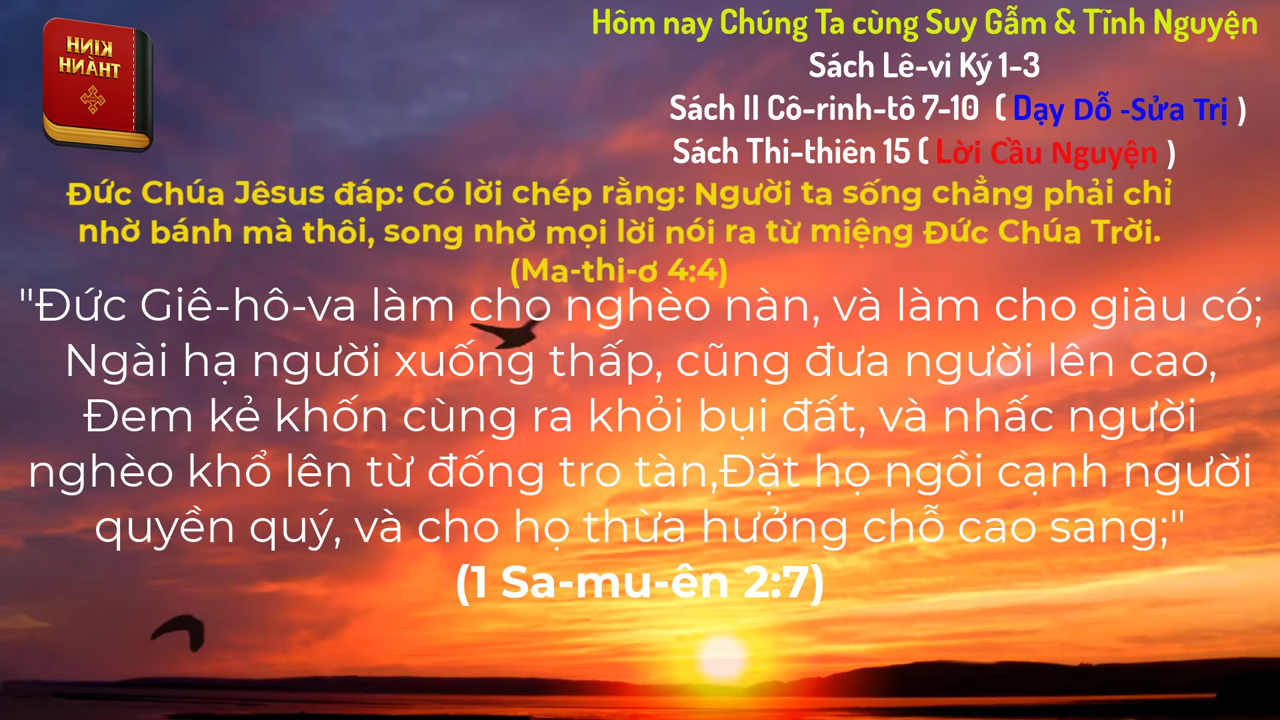 KINH
THÁNH
Hôm nay Chúng Ta cùng Suy Gẫm & Tĩnh Nguyện
Sách Lê-vi Ký 1-3
Sách II Cô-rinh-tô 7-10 ( Dạy Dỗ -Sửa Trị )
Sách Thi-thiên 15 ( Lời Cầu Nguyện )
Đức Chúa Jêsus đáp: Có lời chép rằng: Người ta sống chẳng phải chỉ
nhờ bánh mà thôi, song nhờ mọi lời nói ra từ miệng Đức Chúa Trời.
(Ma-thi-ơ 4:4)
"Đức Giê-hô-va làm cho nghèo nàn, và làm cho giàu có;
Ngài hạ người xuống thấp, cũng đưa người lên cao,
Đem kẻ khốn cùng ra khỏi bụi đất, và nhấc người
nghèo khổ lên từ đống tro tàn,Đặt họ ngồi cạnh người
quyền quý, và cho họ thừa hưởng chỗ cao sang;"
(1 Sa-mu-ên 2:7)